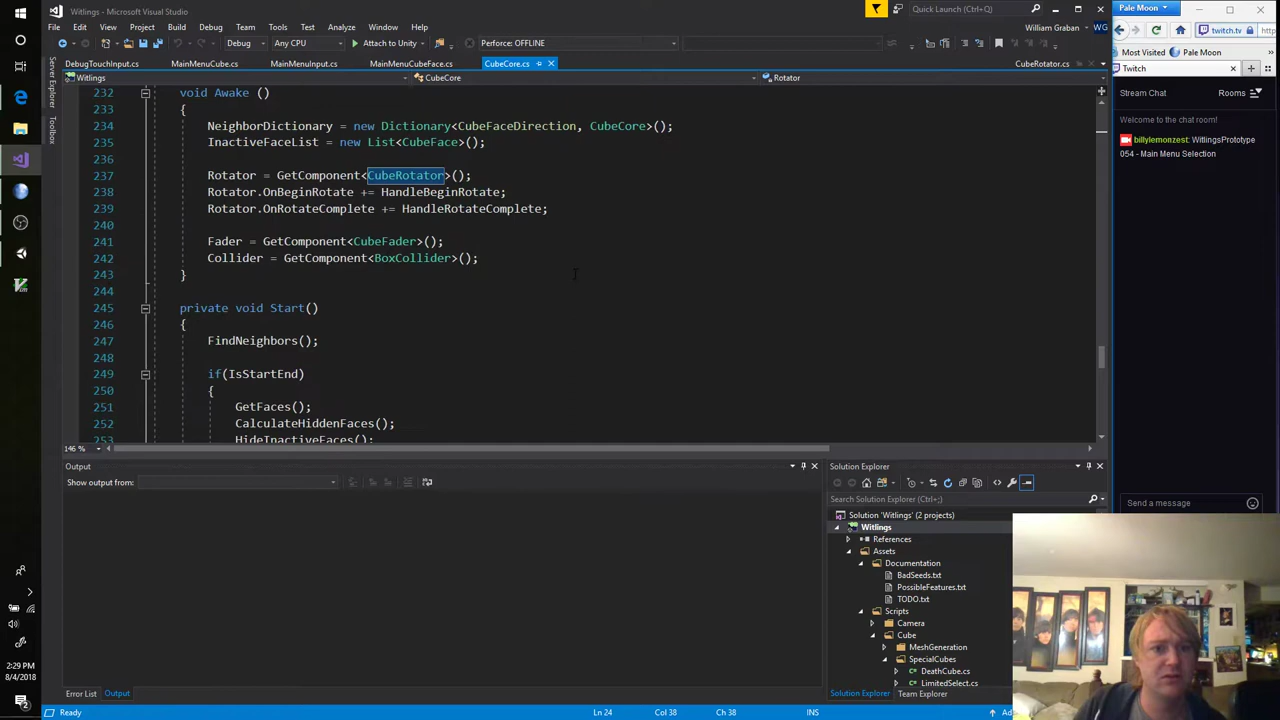 Witlings - Microsoft Visual Studio
Quick Launch (Ctrl+Q)
Pale Moon
File Edit View Project Build Debug Team Tools Test Analyze Window Help
William Graban WG
twitch.tv
Debug Any CPU Attach to Unity Perforce: OFFLINE
Most Visited Pale Moon
DebugTouchInput.cs MainMenuCube.cs MainMenuInput.cs MainMenuCubeFace.cs CubeCore.cs CubeRotator.cs
Twitch
Witlings CubeCore Rotator
Stream Chat Rooms
Server Explorer
Toolbox
Welcome to the chat room!
billylemonzest: WitlingsPrototype
054 - Main Menu Selection
232 void Awake ()
233 {
234 NeighborDictionary = new Dictionary<CubeFaceDirection, CubeCore>();
235 InactiveFaceList = new List<CubeFace>();
236
237 Rotator = GetComponent<CubeRotator>();
238 Rotator.OnBeginRotate += HandleBeginRotate;
239 Rotator.OnRotateComplete += HandleRotateComplete;
240
241 Fader = GetComponent<CubeFader>();
242 Collider = GetComponent<BoxCollider>();
243 }
244
245 private void Start()
246 {
247 FindNeighbors();
248
249 if(IsStartEnd)
250 {
251 GetFaces();
252 CalculateHiddenFaces();
253 HideInactiveFaces();
146 %
Output
Show output from:
Solution Explorer
Search Solution Explorer (Ctrl+;)
Solution 'Witlings' (2 projects)
Witlings
References
Assets
Documentation
BadSeeds.txt
PossibleFeatures.txt
TODO.txt
Scripts
Camera
Cube
MeshGeneration
SpecialCubes
DeathCube.cs
LimitedSelect.cs
Send a message
2:29 PM
8/4/2018
Error List Output
Solution Explorer Team Explorer
Ready Ln 24 Col 38 Ch 38 INS